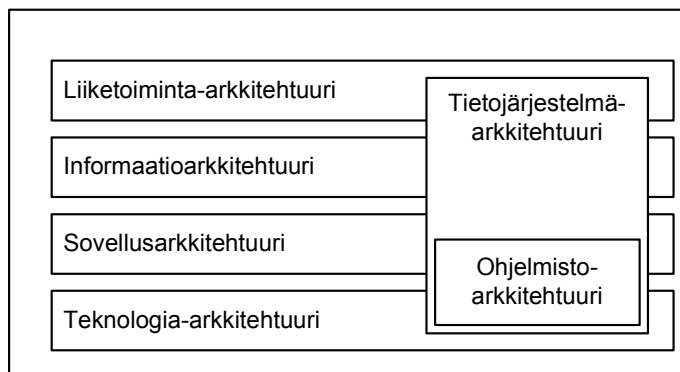 Liiketoiminta-arkkitehtuuri
Tietojärjestelmä-
arkkitehtuuri
Informaatioarkkitehtuuri
Sovellusarkkitehtuuri
Ohjelmisto-
arkkitehtuuri
Teknologia-arkkitehtuuri